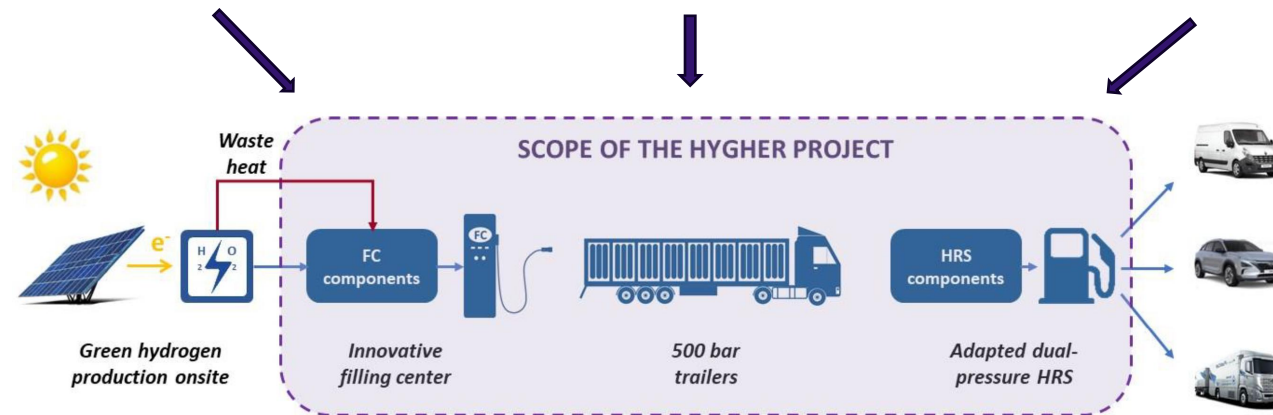 SCOPE OF THE HYGHER PROJECT
Waste
heat
e-
H O
2 2
FC
components
FC
HRS
components
Green hydrogen
production onsite
Innovative
filling center
500 bar
trailers
Adapted dual-
pressure HRS